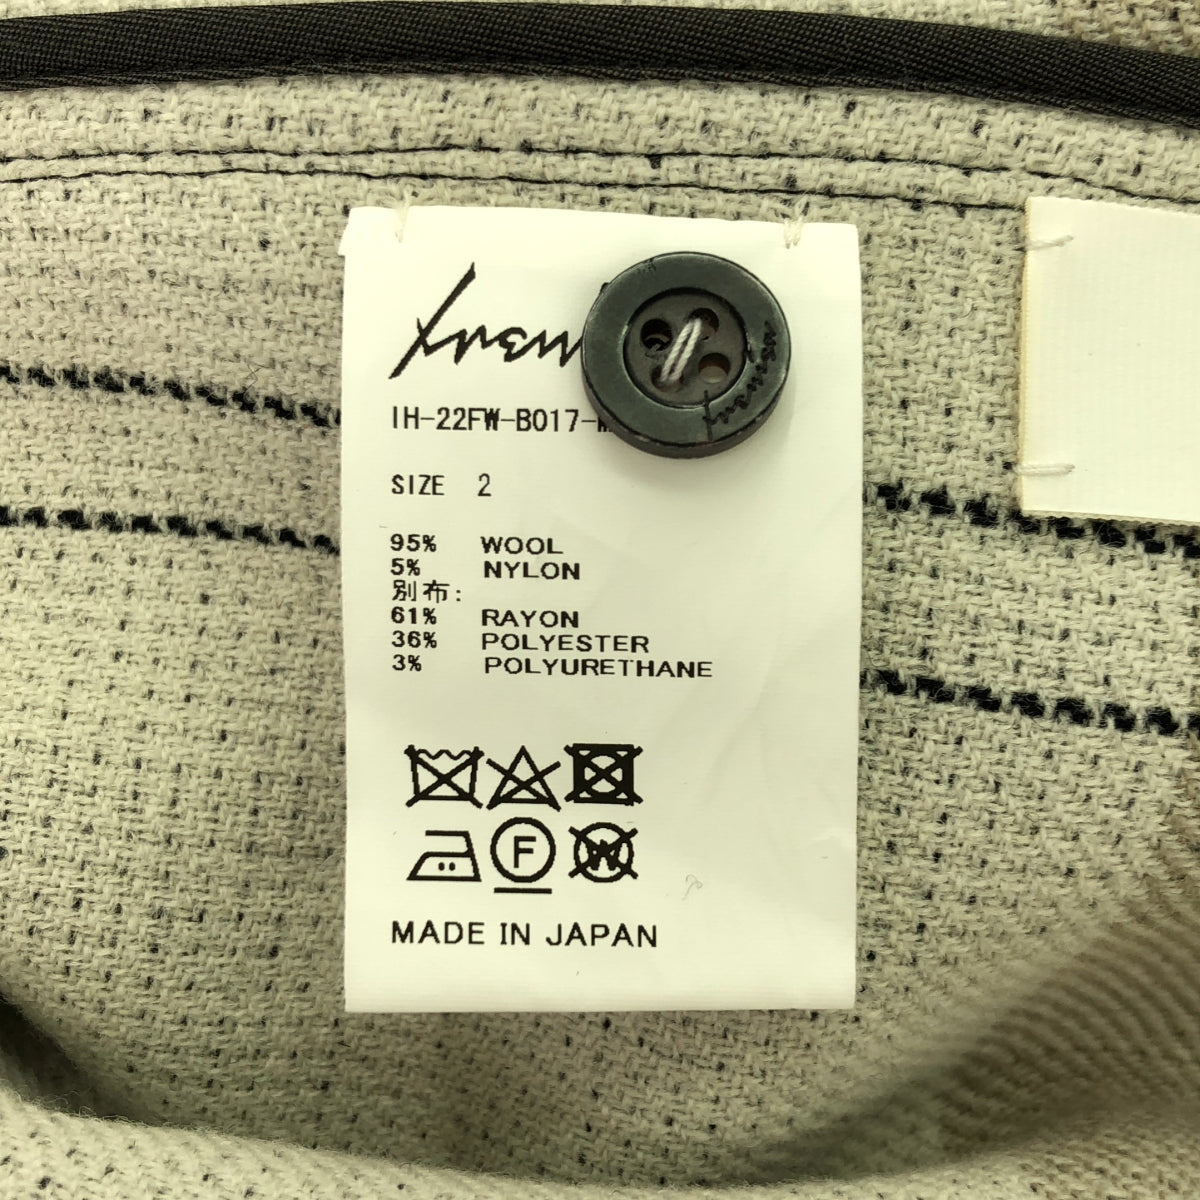 IH-22FW-B017-
SIZE 2
95% WOOL
5% NYLON
別布:
61% RAYON
36% POLYESTER
3% POLYURETHANE
F
W
MADE IN JAPAN